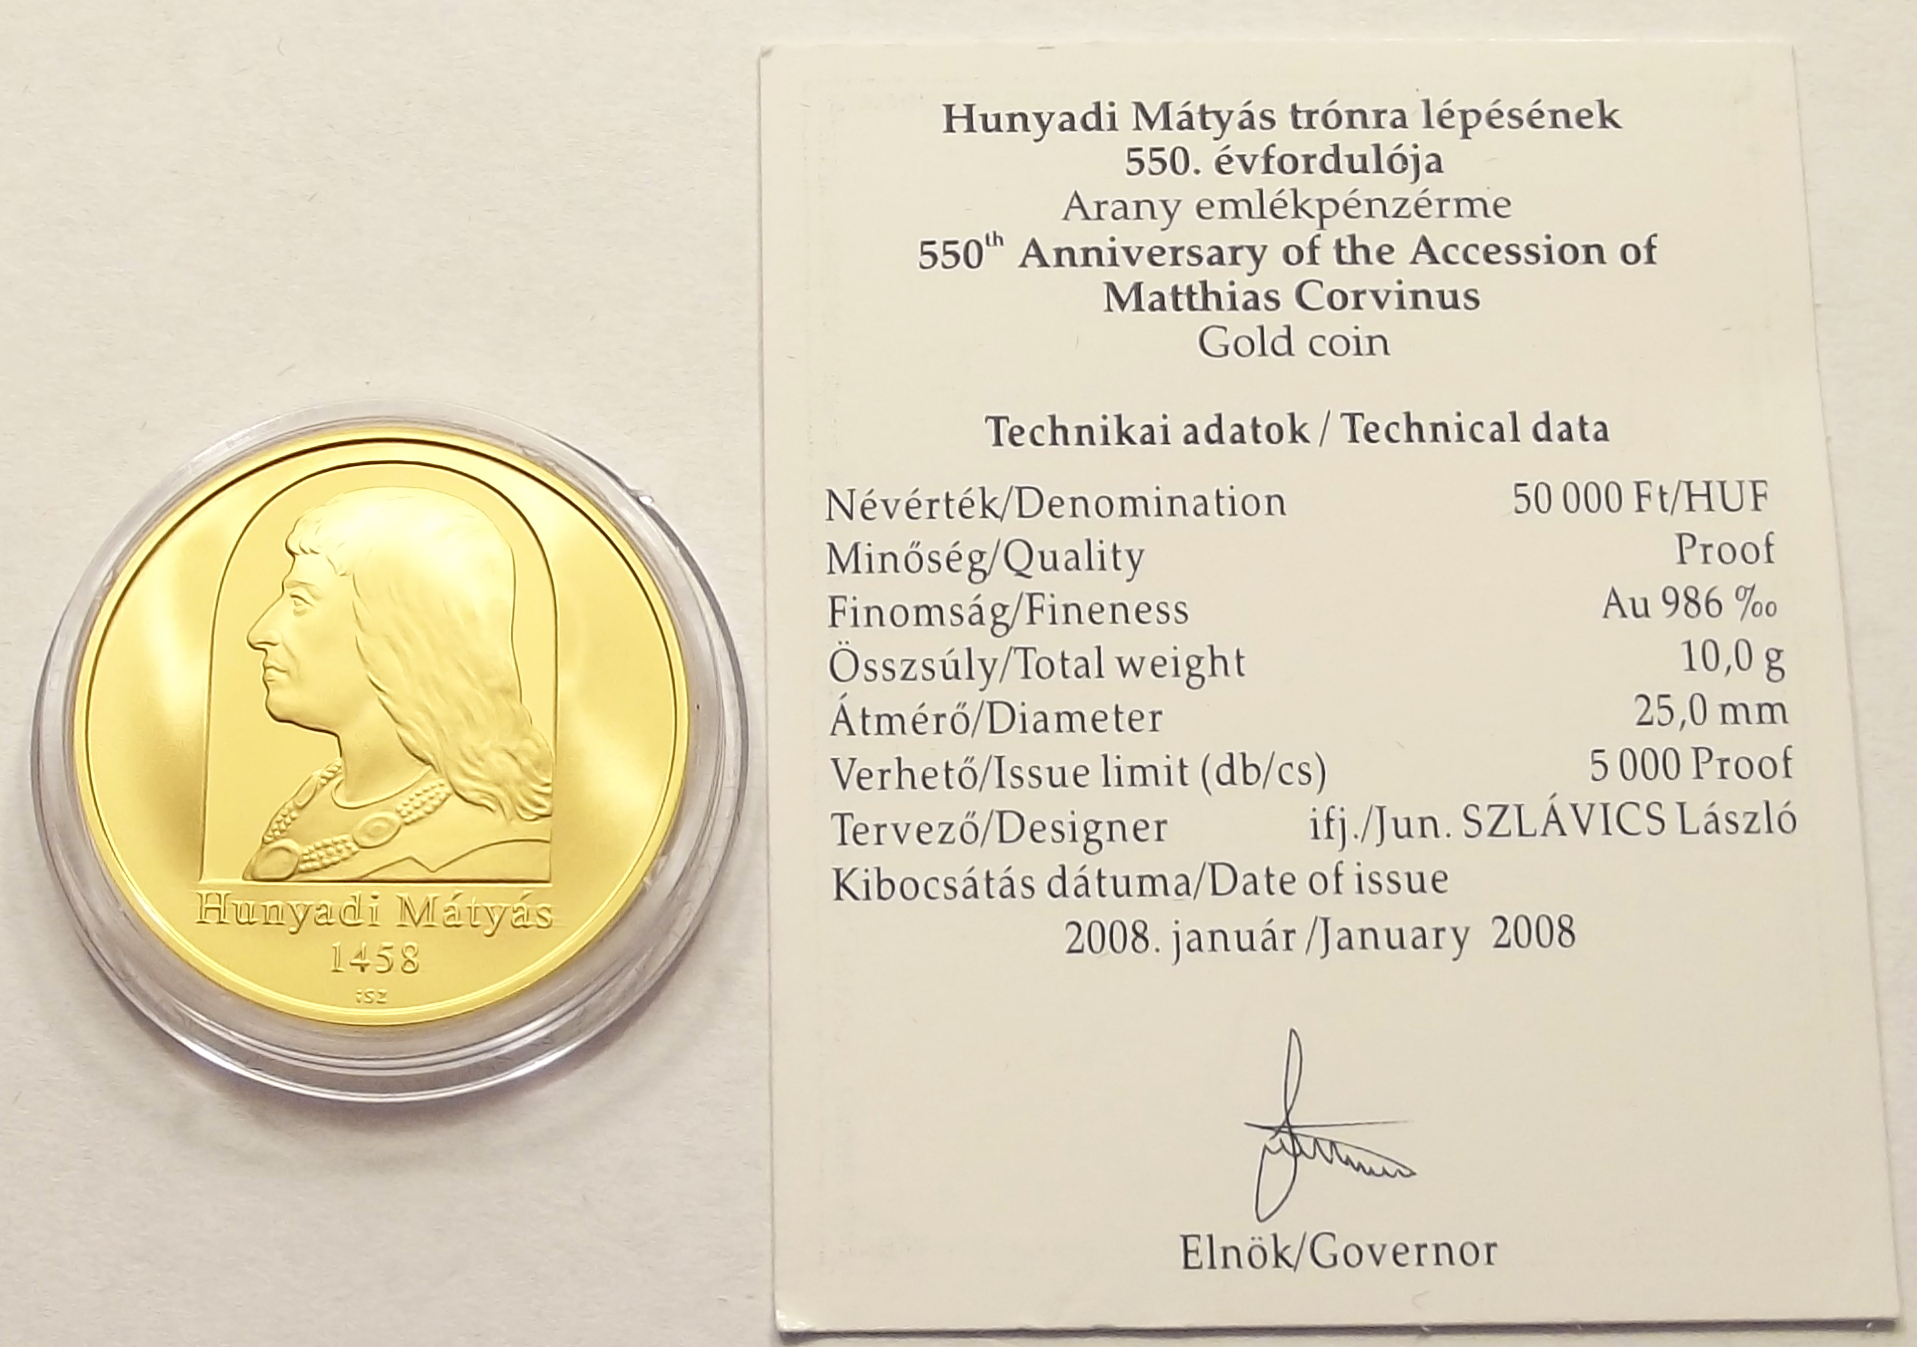 Hunyadi Mátyás
1458
iSZ
Hunyadi Mátyás trónra lépésének
550. évfordulója
Arany emlékpénzérme
550th Anniversary of the Accession of
Matthias Corvinus
Gold coin
Technikai adatok / Technical data
Névérték/Denomination 50 000 Ft/HUF
Minőség/Quality Proof
Finomság/Fineness Au 986 ‰
Összsúly/Total weight 10,0 g
Átmérő/Diameter 25,0 mm
Verhető/Issue limit (db/cs) 5 000 Proof
Tervező/Designer ifj./Jun. SZLÁVICS László
Kibocsátás dátuma/Date of issue
2008. január /January 2008
Elnök/Governor